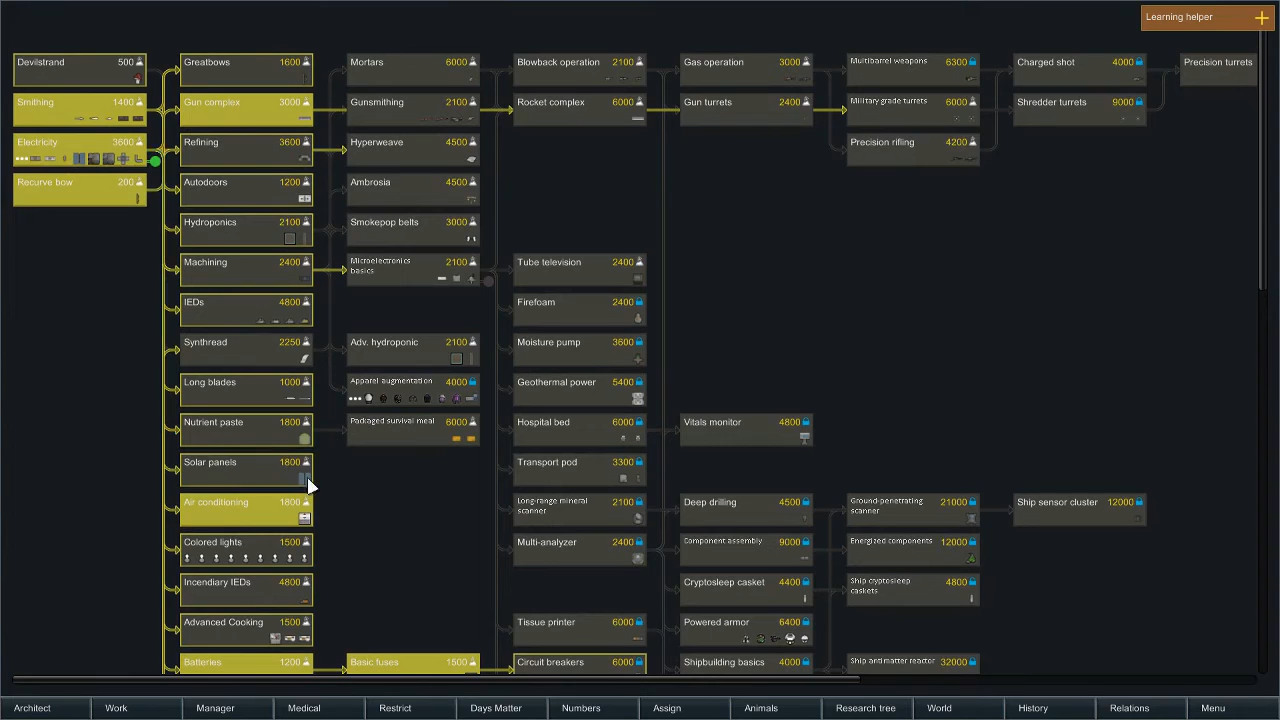 Learning helper
Devilstrand 500
Greatbows 1600
Mortars 6000
Blowback operation 2100
Gas operation 3000
Multibarrel weapons 6300
Charged shot 4000
Precision turrets
Smithing 1400
Gun complex 3000
Gunsmithing 2100
Rocket complex 6000
Gun turrets 2400
Military grade turrets 6000
Shredder turrets 9000
Electricity 3600
Refining 3600
Hyperweave 4500
Precision rifling 4200
Recurve bow 200
Autodoors 1200
Ambrosia 4500
Hydroponics 2100
Smokepop belts 3000
Machining 2400
Microelectronics
basics 2100
Tube television 2400
IEDs 4800
Firefoam 2400
Synthread 2250
Adv. hydroponic 2100
Moisture pump 3600
Long blades 1000
Apparel augmentation 4000
Geothermal power 5400
Nutrient paste 1800
Packaged survival meal 6000
Hospital bed 6000
Vitals monitor 4800
Solar panels 1800
Transport pod 3300
Air conditioning 1800
Long-range mineral
scanner 2100
Deep drilling 4500
Ground-penetrating
scanner 21000
Ship sensor cluster 12000
Colored lights 1500
Multi-analyzer 2400
Component assembly 9000
Energized components 12000
Incendiary IEDs 4800
Cryptosleep casket 4400
Ship cryptosleep
caskets 4800
Advanced Cooking 1500
Tissue printer 6000
Powered armor 6400
Batteries 1200
Basic fuses 1500
Circuit breakers 6000
Shipbuilding basics 4000
Ship antimatter reactor 32000
Architect Work Manager Medical Restrict Days Matter Numbers Assign Animals Research tree World History Relations Menu